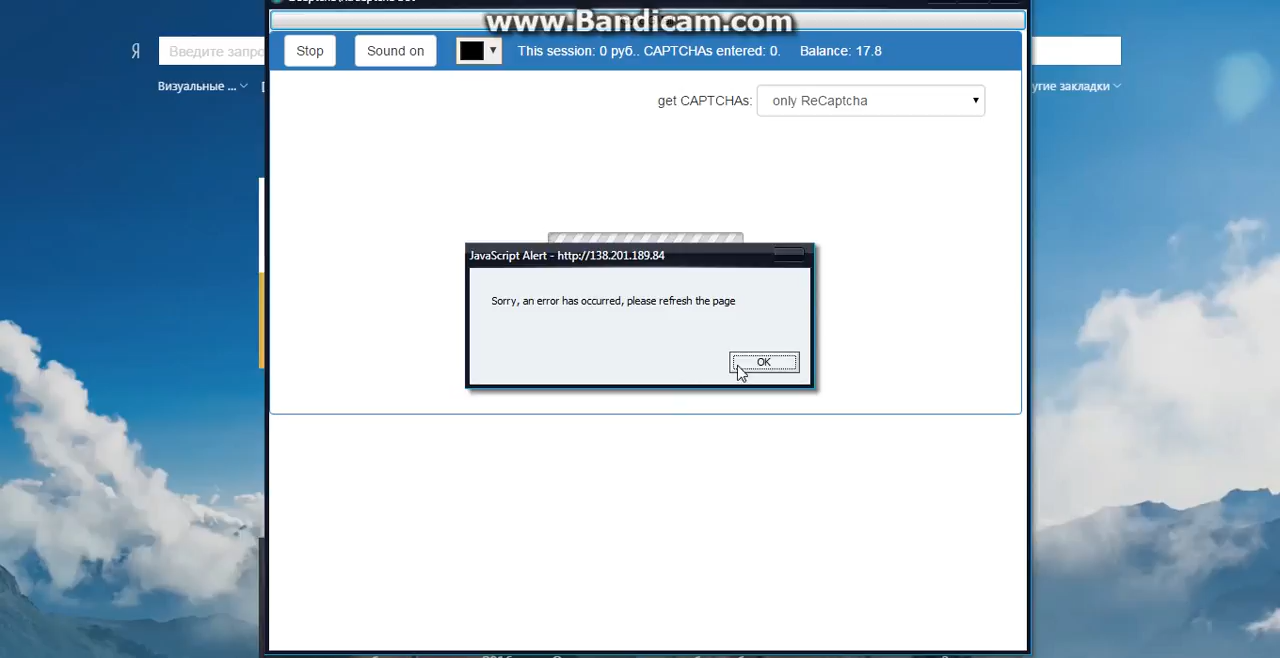 www.Bandicam.com
Я
Введите запро
Stop
Sound on
This session: 0 руб.. CAPTCHAs entered: 0.
Balance: 17.8
Визуальные ...
закладки
get CAPTCHAs:
only ReCaptcha
JavaScript Alert - http://138.201.189.84
Sorry, an error has occurred, please refresh the page
OK